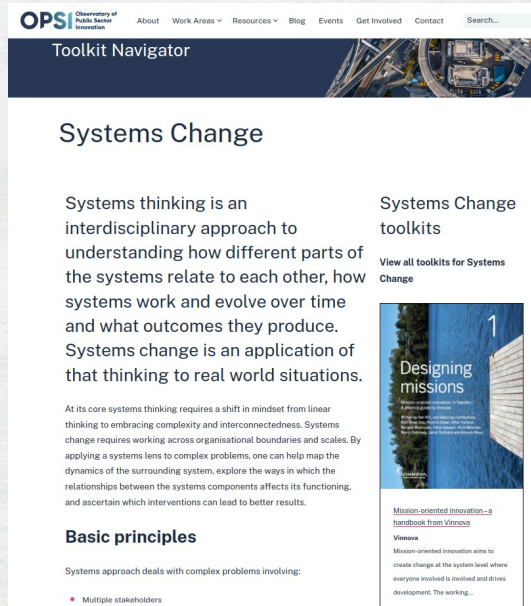 OPSI Observatory of
Public Sector
Innovation
About Work Areas Resources Blog Events Get Involved Contact Search...
Toolkit Navigator
Systems Change
Systems thinking is an
interdisciplinary approach to
understanding how different parts of
the systems relate to each other, how
systems work and evolve over time
and what outcomes they produce.
Systems change is an application of
that thinking to real world situations.
At its core systems thinking requires a shift in mindset from linear
thinking to embracing complexity and interconnectedness. Systems
change requires working across organisational boundaries and scales. By
applying a systems lens to complex problems, one can help map the
dynamics of the surrounding system, explore the ways in which the
relationships between the systems components affects its functioning,
and ascertain which interventions can lead to better results.
Basic principles
Systems approach deals with complex problems involving:
Multiple stakeholders
Systems Change
toolkits
View all toolkits for Systems
Change
1
Designing
missions
VINNOVA
Mission-oriented innovation – a
handbook from Vinnova
Vinnova
Mission-oriented innovation aims to
create change at the system level where
everyone involved is involved and drives
development. The working...